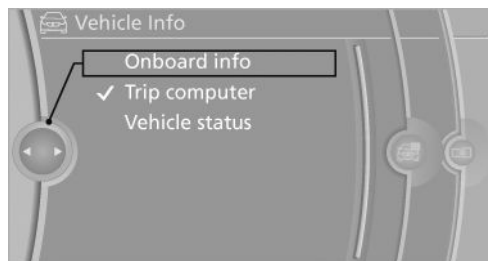 Vehicle Info
Onboard info
Trip computer
Vehicle status